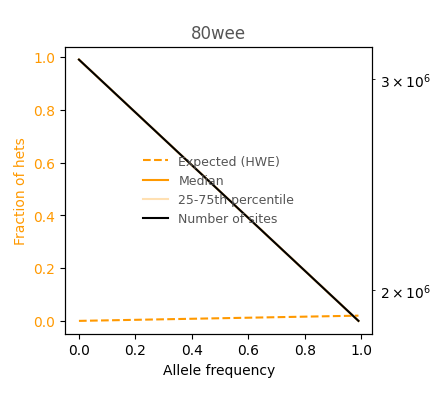 80wee
1.0
0.8
0.6
0.4
0.2
0.0
Fraction of hets
3 × 10⁶
2 × 10⁶
Expected (HWE)
Median
25-75th percentile
Number of sites
0.0 0.2 0.4 0.6 0.8 1.0
Allele frequency